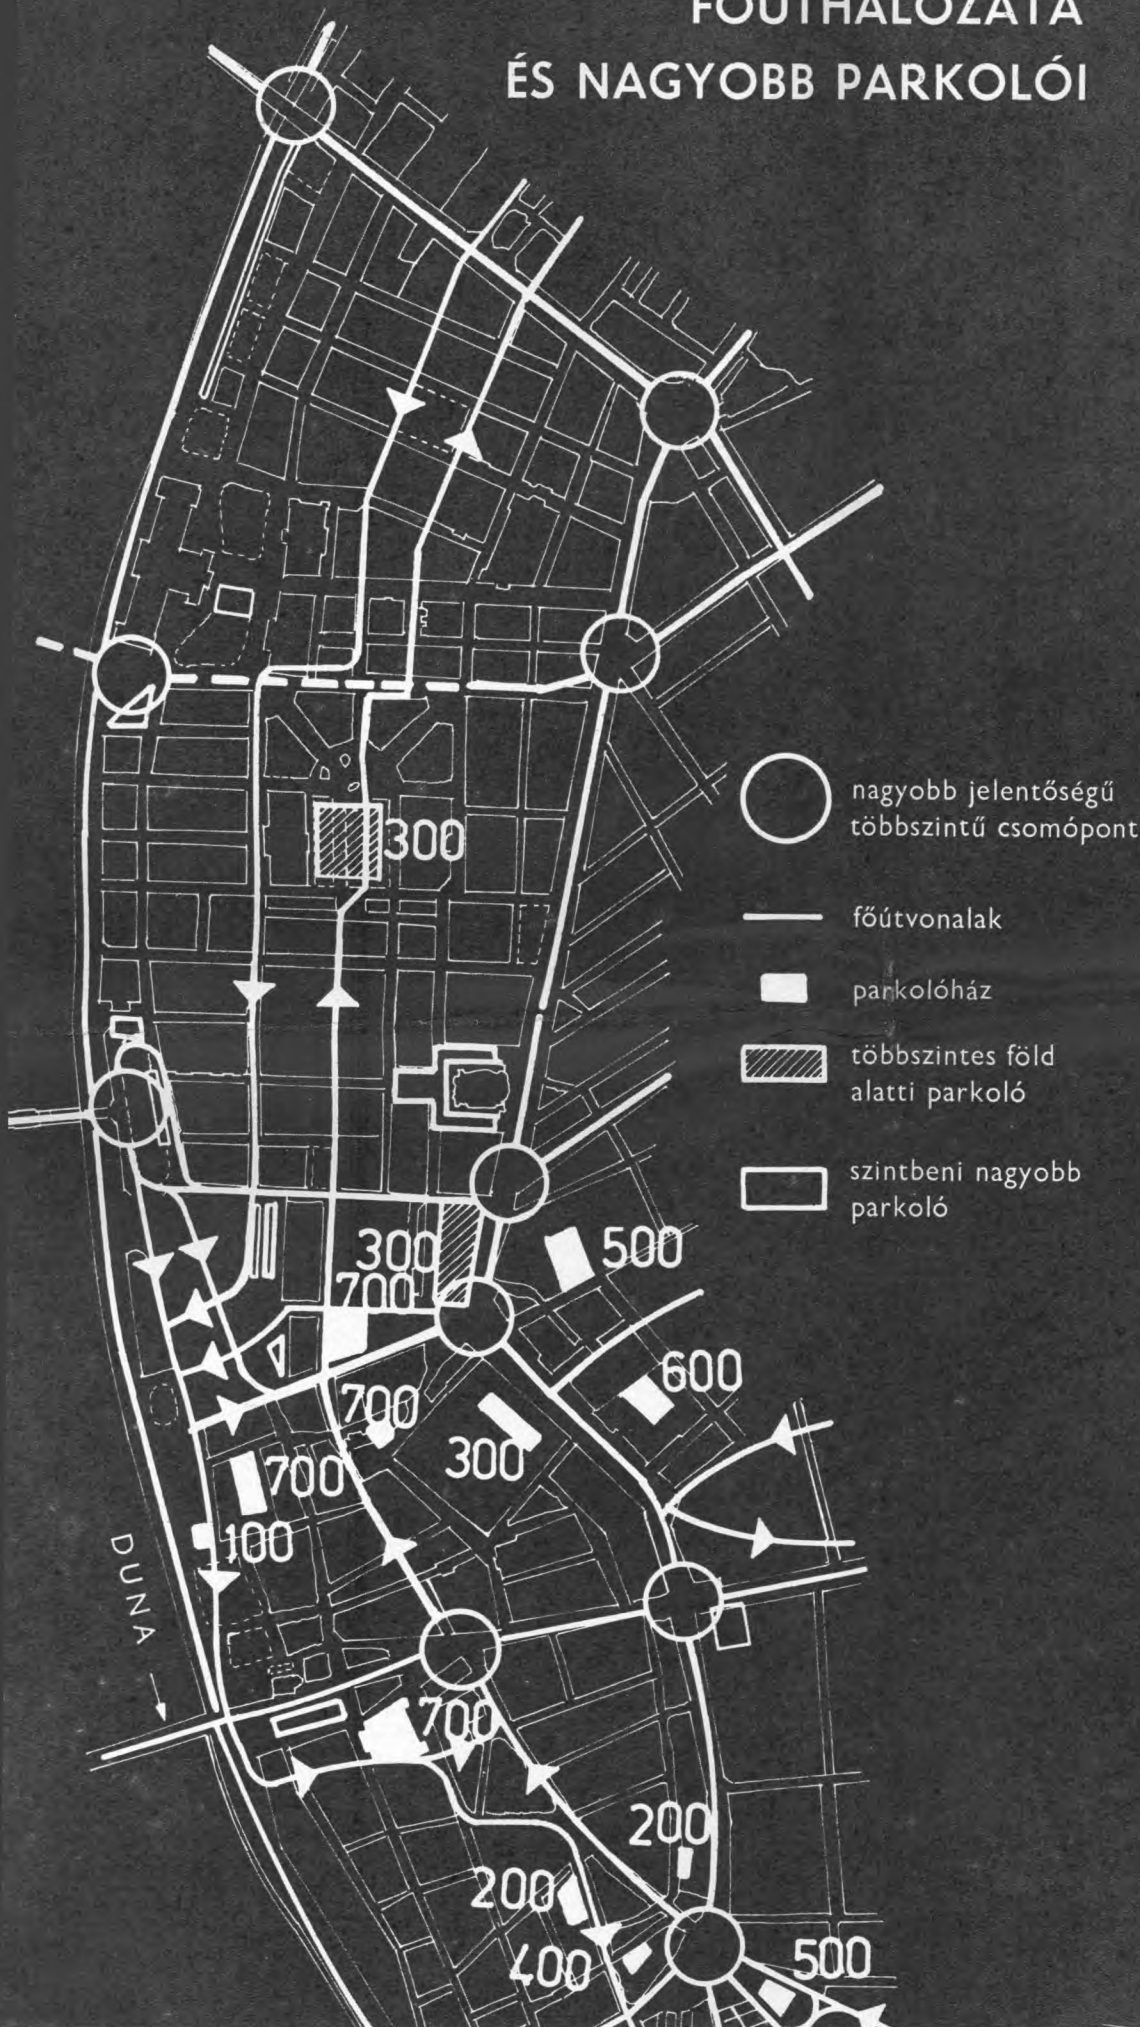 FŐÚTHÁLÓZATA
ÉS NAGYOBB PARKOLÓI
nagyobb jelentőségű
többszintű csomópont
300
főútvonalak
parkolóház
többszintes föld
alatti parkoló
szintbeni nagyobb
parkoló
300
500
700
600
700
300
700
100
DUNA
700
200
200
400
500